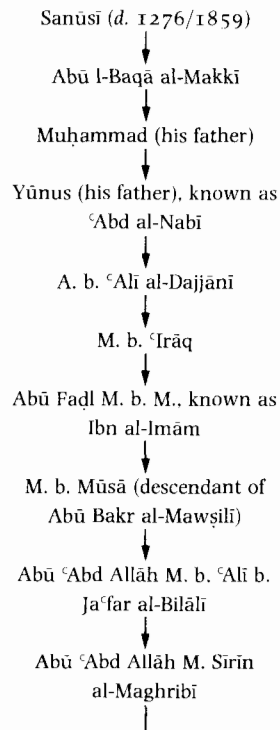 Sanūsī (d. 1276/1859)
Abū l-Baqā al-Makkī
Muḥammad (his father)
Yūnus (his father), known as
ʿAbd al-Nabī
A. b. ʿAlī al-Dajjānī
M. b. ʿIrāq
Abū Faḍl M. b. M., known as
Ibn al-Imām
M. b. Mūsā (descendant of
Abū Bakr al-Mawṣilī)
Abū ʿAbd Allāh M. b. ʿAlī b.
Jaʿfar al-Bilālī
Abū ʿAbd Allāh M. Sīrīn
al-Maghribī